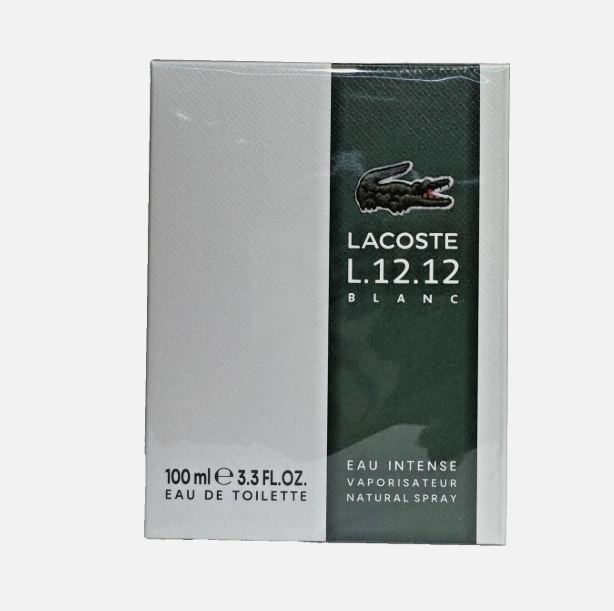 LACOSTE
L.12.12
BLANC
100 ml ℮ 3.3 FL.OZ.
EAU DE TOILETTE
EAU INTENSE
VAPORISATEUR
NATURAL SPRAY